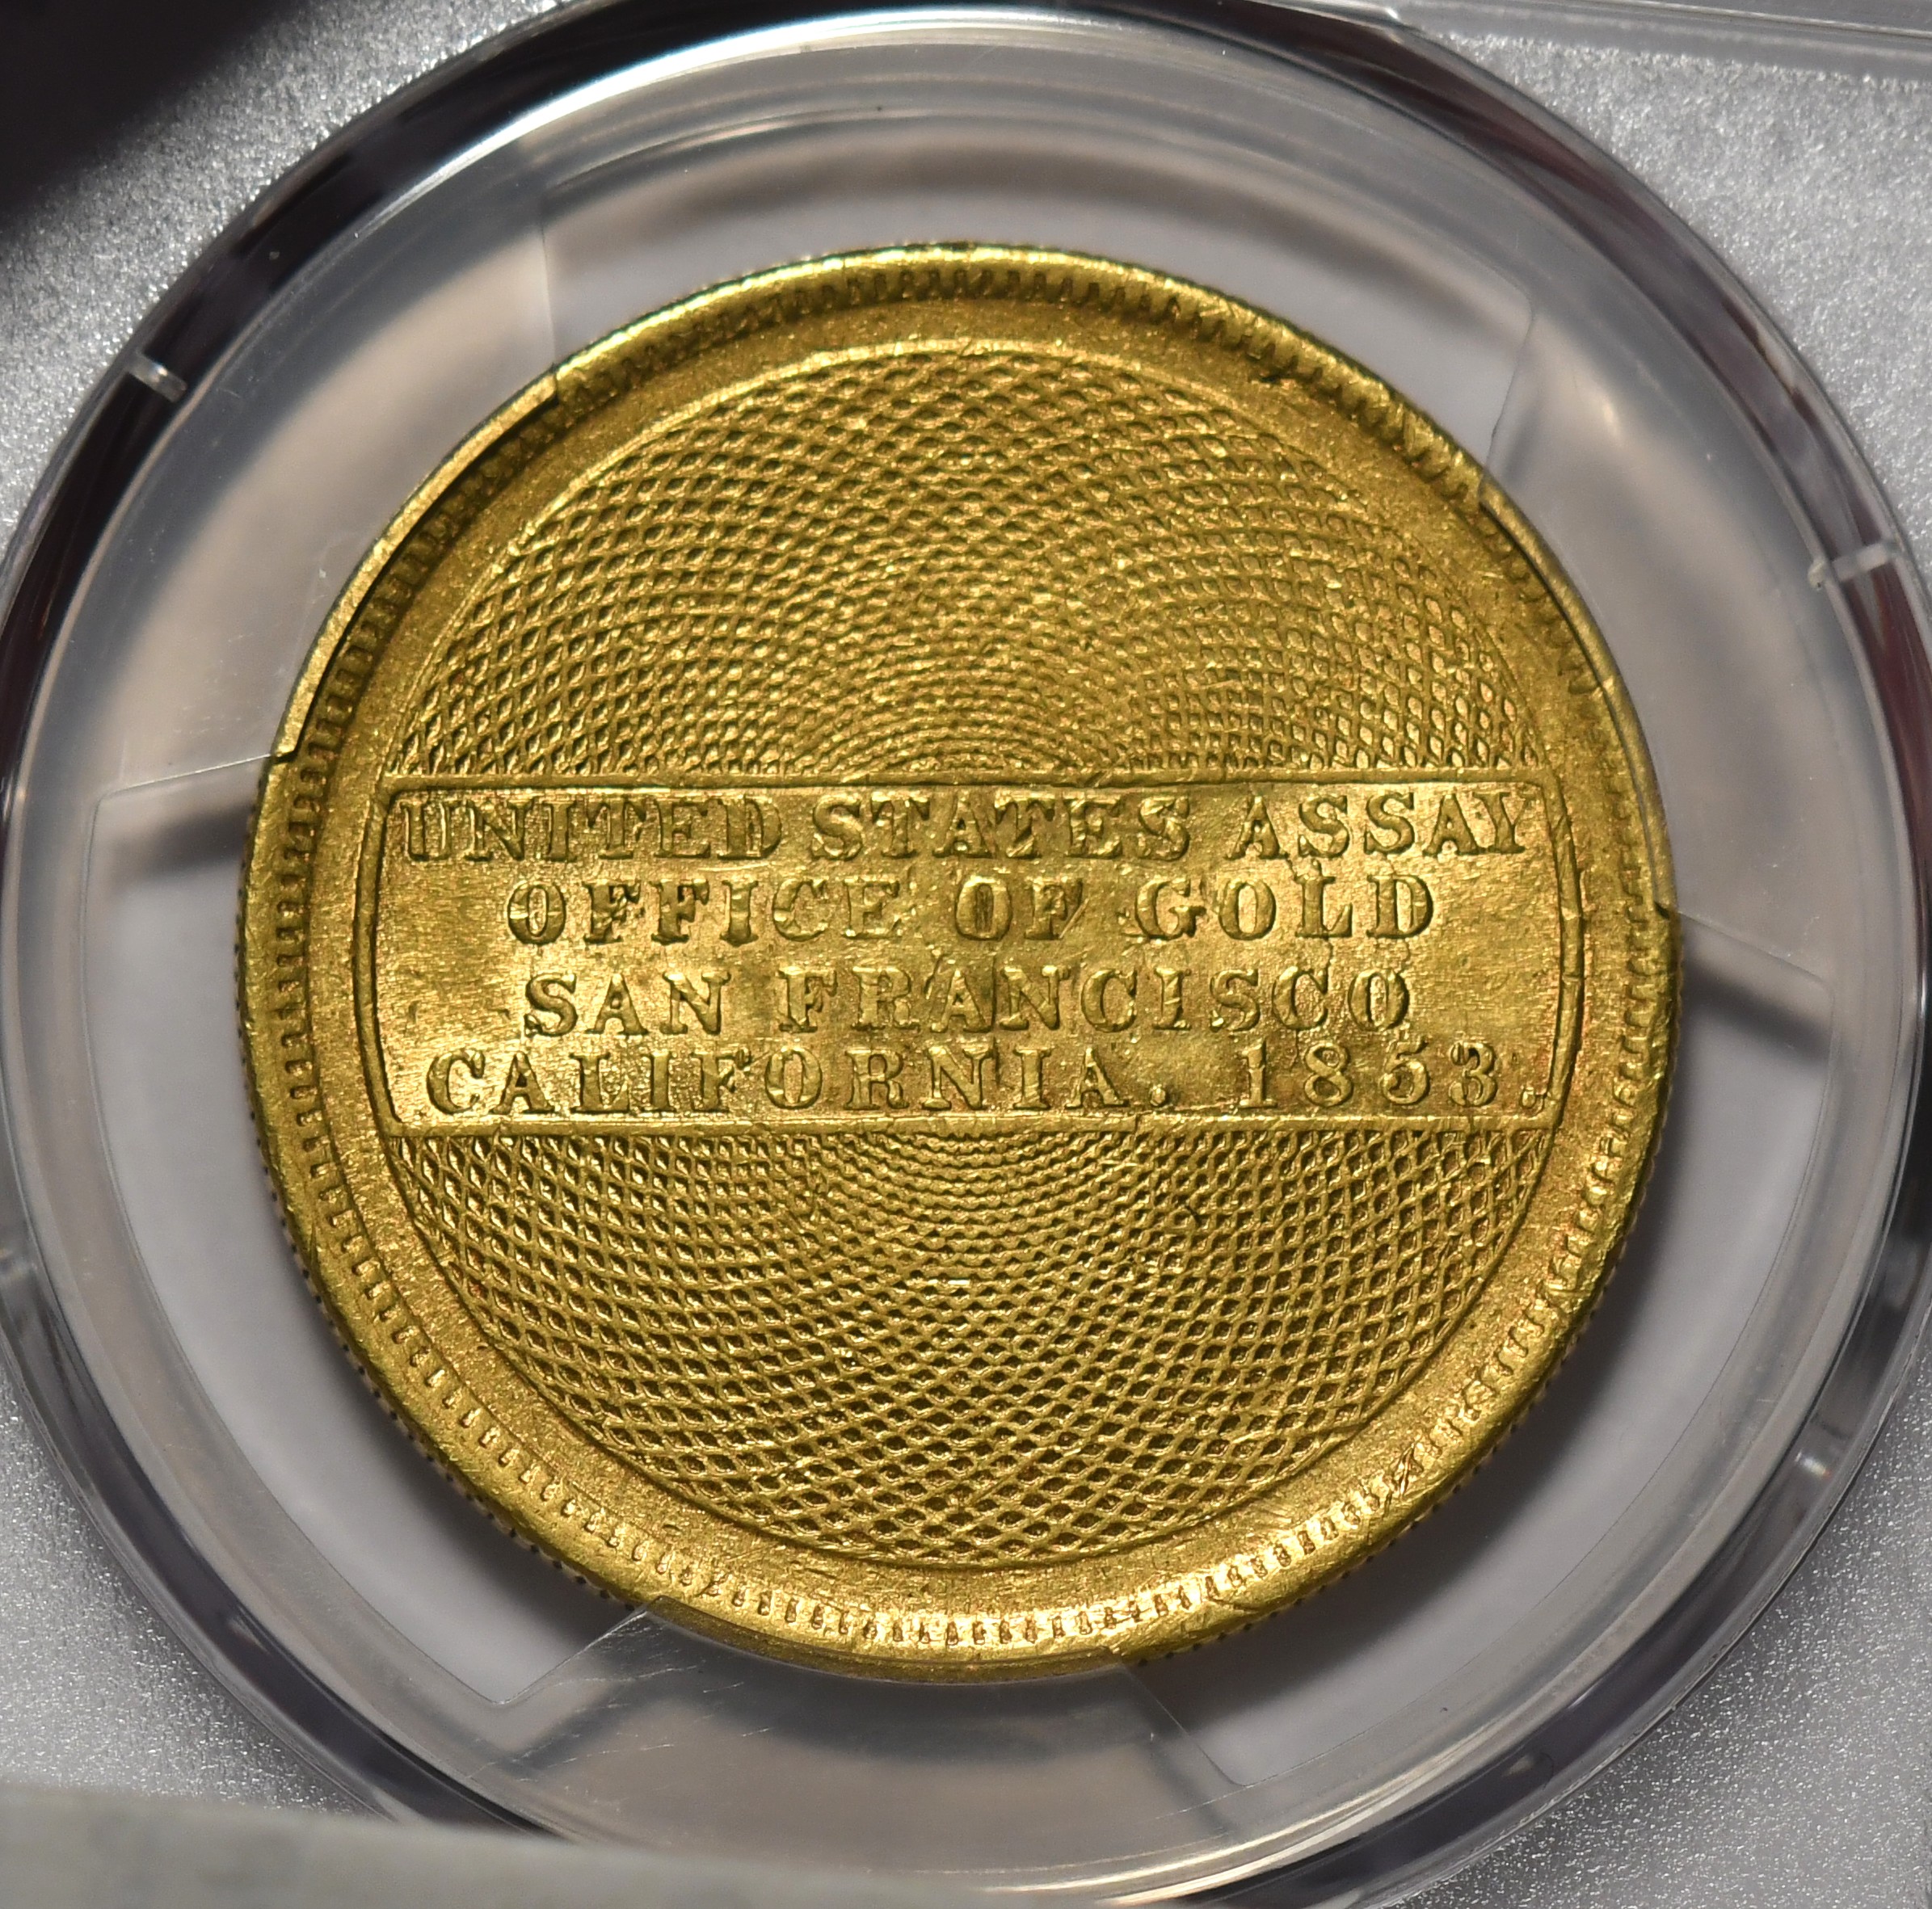 UNITED STATES ASSAY
OFFICE OF GOLD
SAN FRANCISCO
CALIFORNIA. 1853.